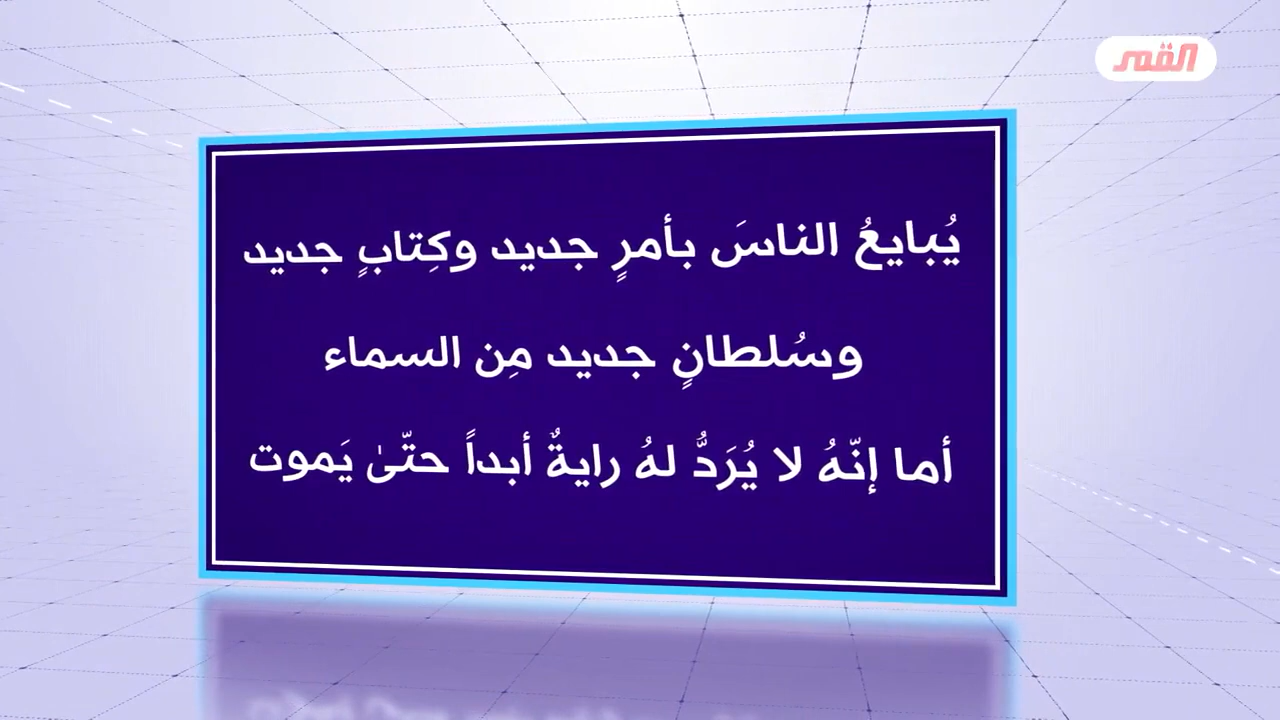 القمر
يُبايعُ الناسَ بأمرٍ جديد وكِتابٍ جديد
وسُلطانٍ جديد مِن السماء
أما إنّهُ لا يُرَدُّ لهُ رايةٌ أبداً حتّىٰ يَموت